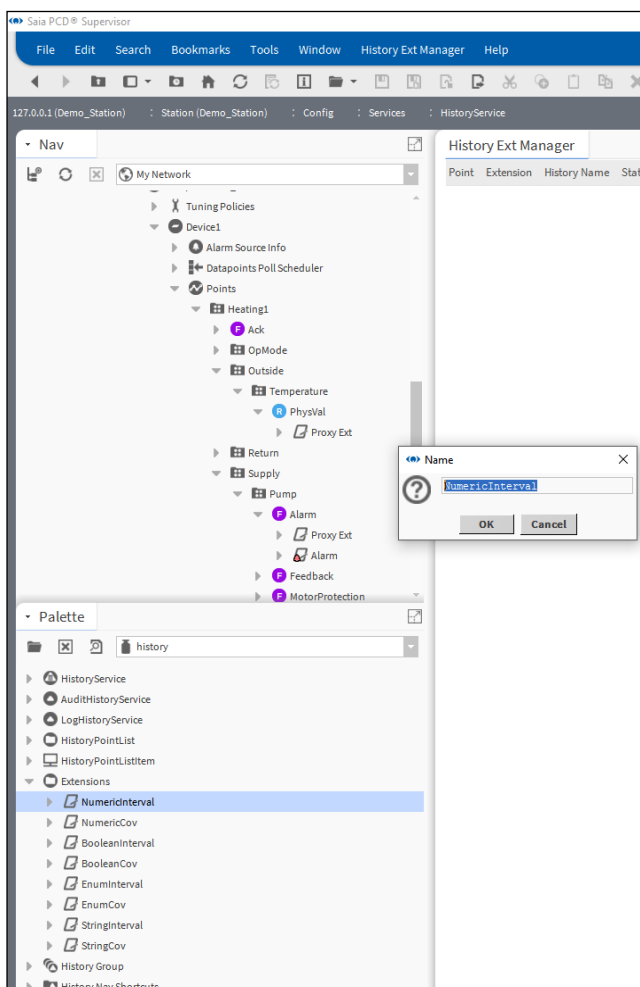 Saia PCD® Supervisor
File Edit Search Bookmarks Tools Window History Ext Manager Help
127.0.0.1 (Demo_Station) : Station (Demo_Station) : Config : Services : HistoryService
Nav
My Network
Tuning Policies
Device1
Alarm Source Info
Datapoints Poll Scheduler
Points
Heating1
F Ack
OpMode
Outside
Temperature
R PhysVal
Proxy Ext
Return
Supply
Pump
F Alarm
Proxy Ext
Alarm
F Feedback
F MotorProtection
History Ext Manager
Point Extension History Name Stat
Name
NumericInterval
OK Cancel
Palette
history
HistoryService
AuditHistoryService
LogHistoryService
HistoryPointList
HistoryPointListItem
Extensions
NumericInterval
NumericCov
BooleanInterval
BooleanCov
EnumInterval
EnumCov
StringInterval
StringCov
History Group
History Nav Shortcuts